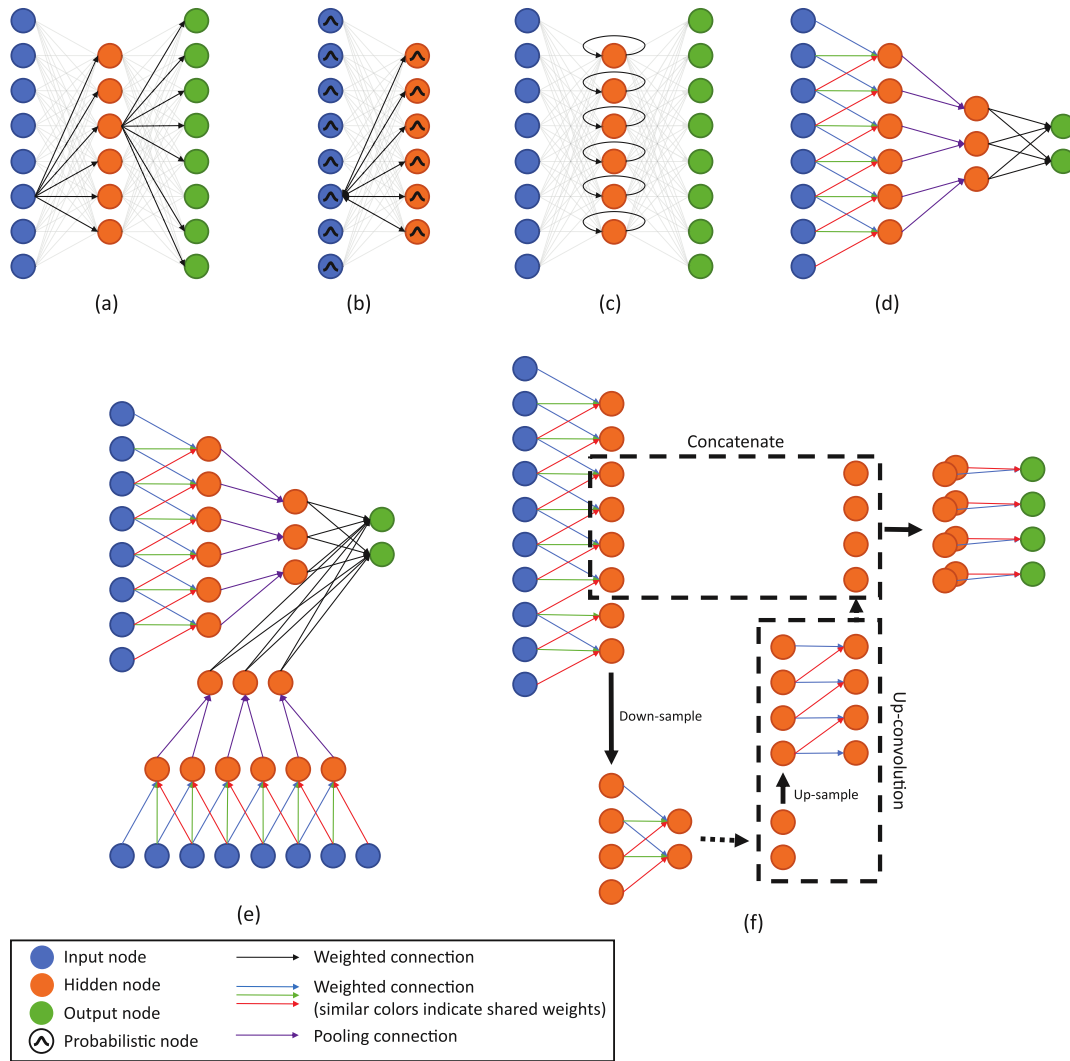 (a)
(b)
(c)
(d)
Concatenate
Down-sample
Up-sample
Up-convolution
(e)
(f)
Input node
Hidden node
Output node
Probabilistic node
Weighted connection
Weighted connection
(similar colors indicate shared weights)
Pooling connection